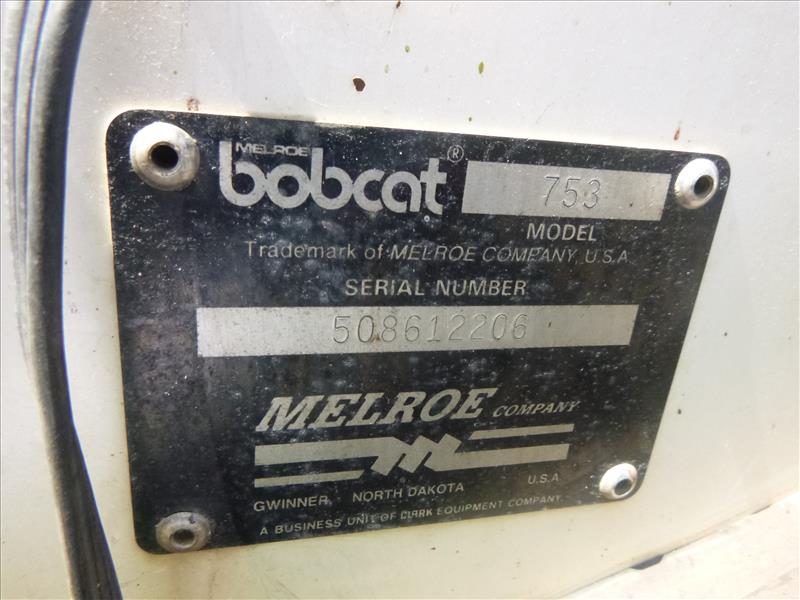 MELROE
bobcat® 753
MODEL
Trademark of MELROE COMPANY, U.S.A
SERIAL NUMBER
508612206
MELROE COMPANY
GWINNER, NORTH DAKOTA U.S.A.
A BUSINESS UNIT OF CLARK EQUIPMENT COMPANY